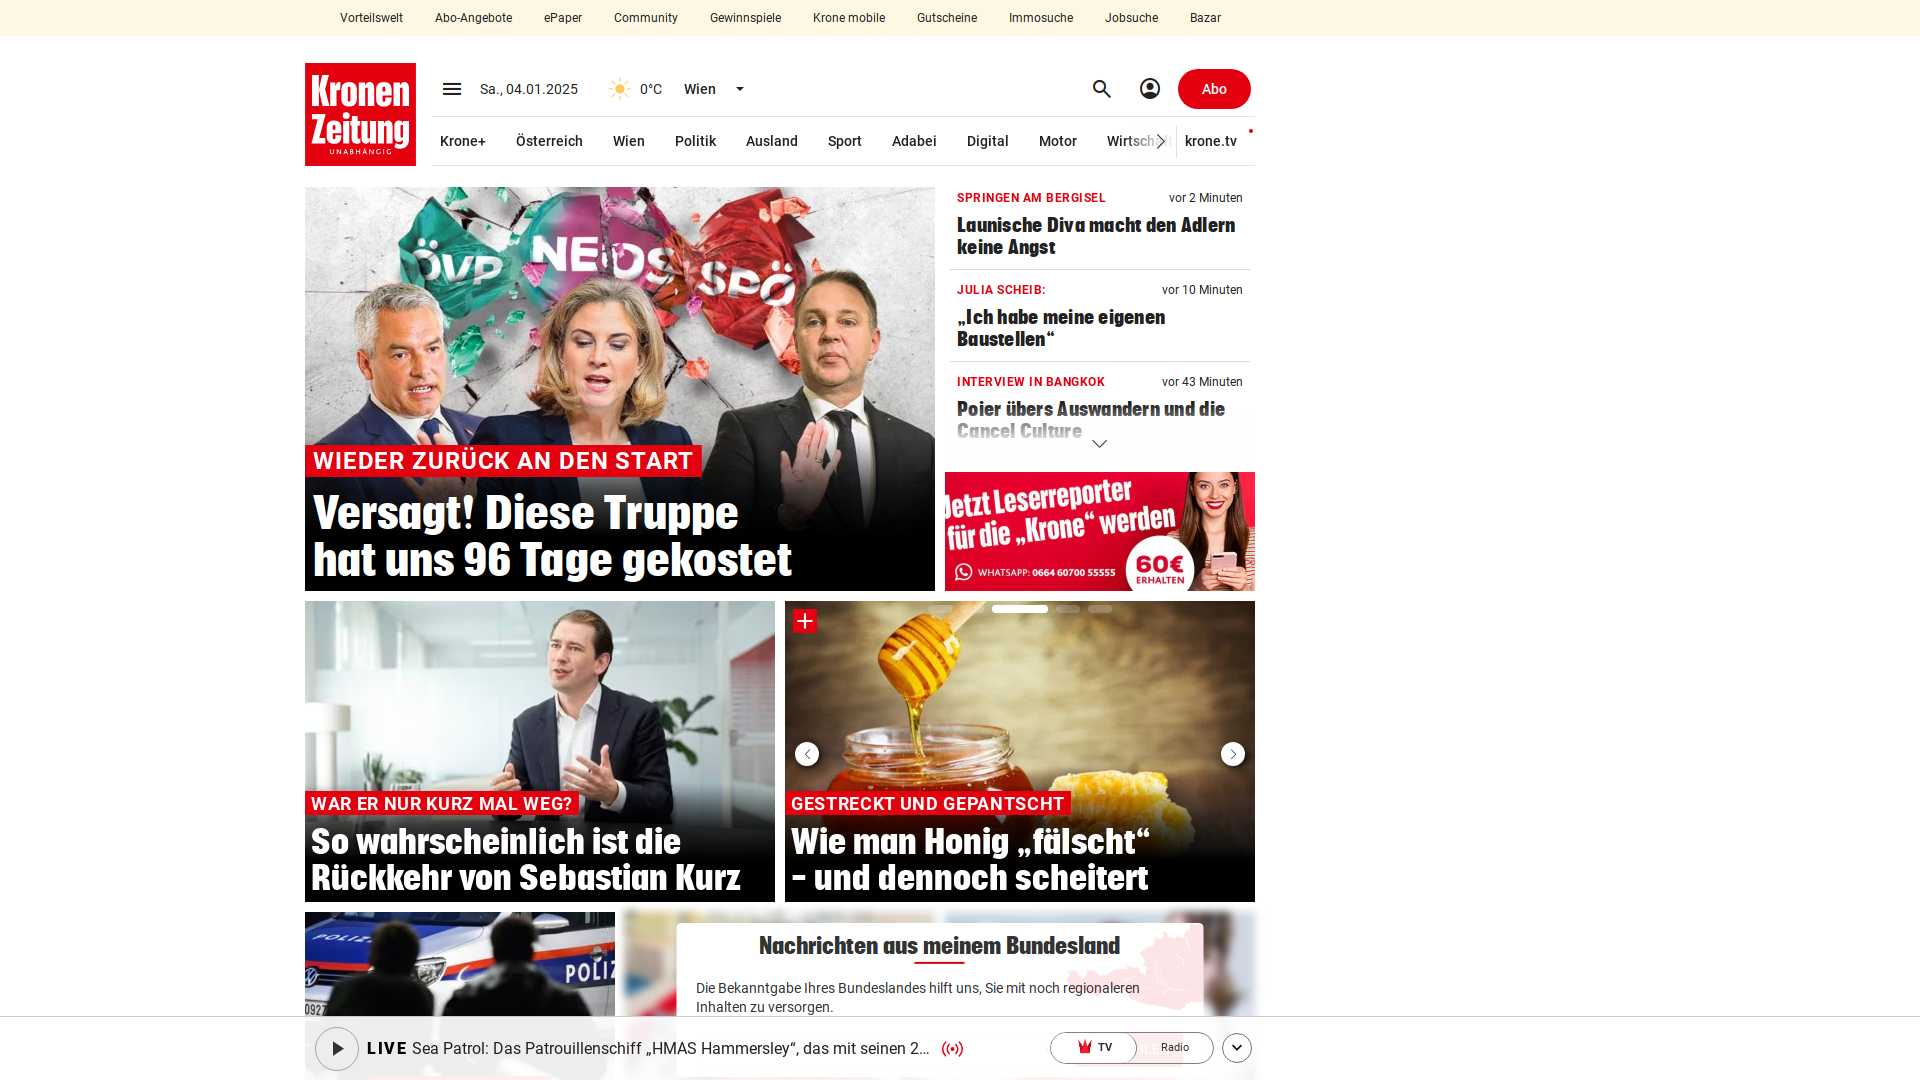 Vorteilswelt Abo-Angebote ePaper Community Gewinnspiele Krone mobile Gutscheine Immosuche Jobsuche Bazar
Kronen
Zeitung
UNABHÄNGIG
Sa., 04.01.2025 0°C Wien
Abo
Krone+ Österreich Wien Politik Ausland Sport Adabei Digital Motor Wirtschaft krone.tv
ÖVP NEOS SPÖ
WIEDER ZURÜCK AN DEN START
Versagt! Diese Truppe
hat uns 96 Tage gekostet
SPRINGEN AM BERGISEL vor 2 Minuten
Launische Diva macht den Adlern
keine Angst
JULIA SCHEIB: vor 10 Minuten
„Ich habe meine eigenen
Baustellen“
INTERVIEW IN BANGKOK vor 43 Minuten
Poier übers Auswandern und die
Cancel Culture
Jetzt Leserreporter
für die „Krone“ werden
WHATSAPP: 0664 60700 55555
60€
ERHALTEN
WAR ER NUR KURZ MAL WEG?
So wahrscheinlich ist die
Rückkehr von Sebastian Kurz
GESTRECKT UND GEPANTSCHT
Wie man Honig „fälscht“
– und dennoch scheitert
POLIZEI
POLIZ
Nachrichten aus meinem Bundesland
Die Bekanntgabe Ihres Bundeslandes hilft uns, Sie mit noch regionaleren
Inhalten zu versorgen.
LIVE Sea Patrol: Das Patrouillenschiff „HMAS Hammersley“, das mit seinen 2...
TV Radio